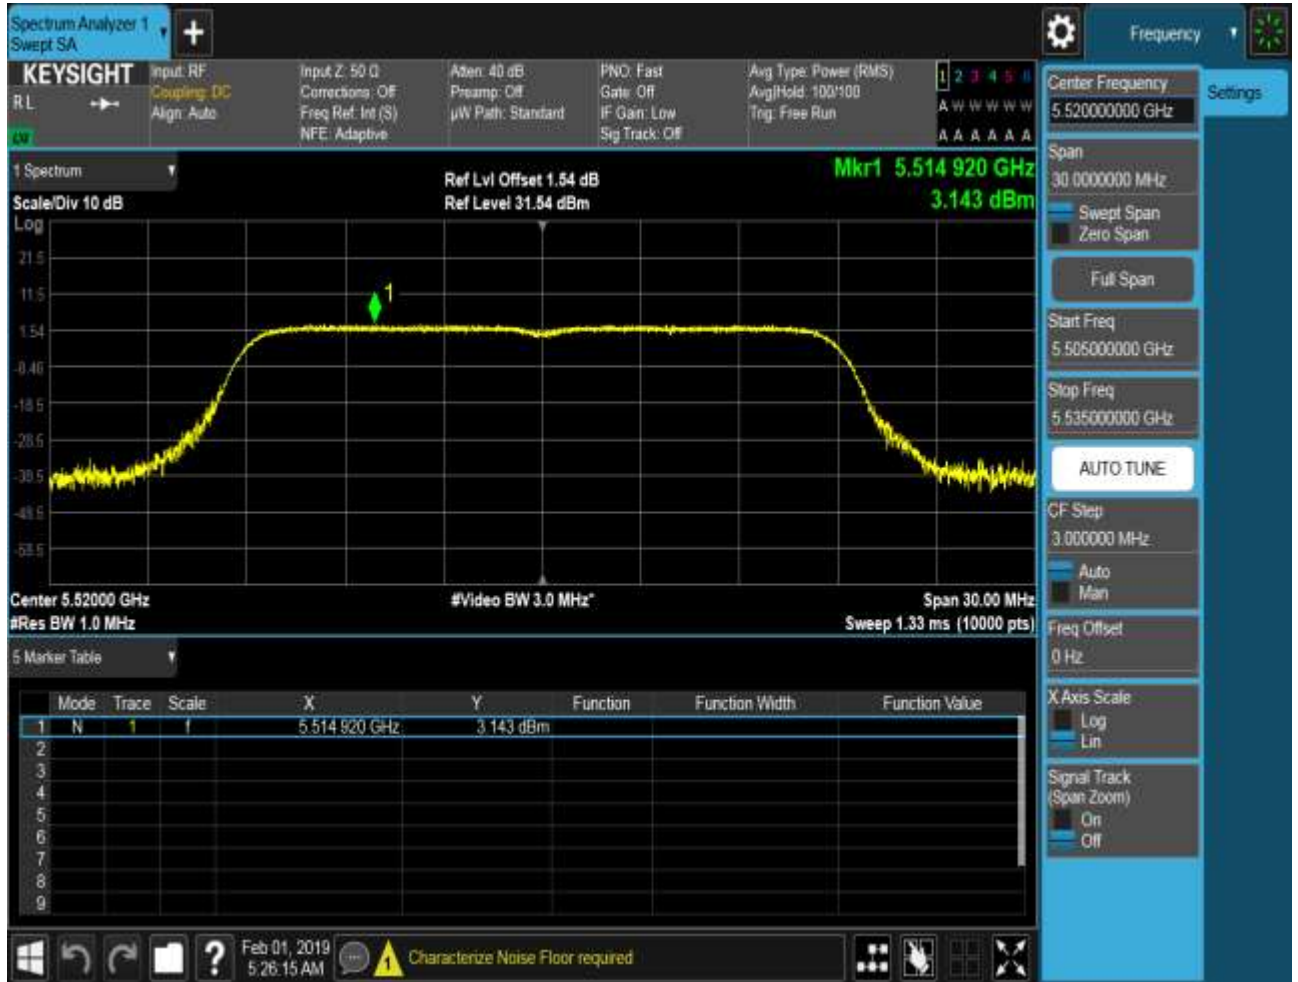 Spectrum Analyzer 1
Swept SA
+
Frequency
KEYSIGHT
R L
Input: RF
Coupling: DC
Align: Auto
Input Z: 50 Ω
Corrections: Off
Freq Ref: Int (S)
NFE: Adaptive
Atten: 40 dB
Preamp: Off
µW Path: Standard
PNO: Fast
Gate: Off
IF Gain: Low
Sig Track: Off
Avg Type: Power (RMS)
Avg|Hold: 100/100
Trig: Free Run
1 2 3 4 5 6
A W W W W W
A A A A A A
1 Spectrum
Scale/Div 10 dB
Ref Lvl Offset 1.54 dB
Ref Level 31.54 dBm
Mkr1 5.514 920 GHz
3.143 dBm
Log
21.5
11.5
1.54
-8.46
-18.5
-28.5
-38.5
-48.5
-58.5
1
Center 5.52000 GHz
#Res BW 1.0 MHz
#Video BW 3.0 MHz*
Span 30.00 MHz
Sweep 1.33 ms (10000 pts)
5 Marker Table
Mode Trace Scale X Y Function Function Width Function Value
1 N 1 f 5.514 920 GHz 3.143 dBm
2
3
4
5
6
7
8
9
Center Frequency
5.520000000 GHz
Settings
Span
30.0000000 MHz
Swept Span
Zero Span
Full Span
Start Freq
5.505000000 GHz
Stop Freq
5.535000000 GHz
AUTO TUNE
CF Step
3.000000 MHz
Auto
Man
Freq Offset
0 Hz
X Axis Scale
Log
Lin
Signal Track
(Span Zoom)
On
Off
?
Feb 01, 2019
5:26:15 AM
1
Characterize Noise Floor required